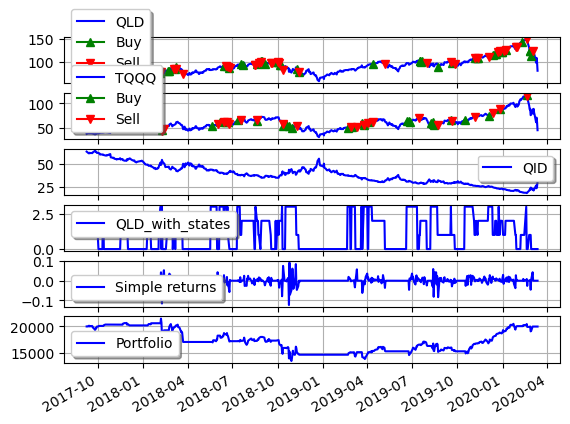 QLD
Buy
Sell
150
100
TQQQ
Buy
Sell
100
50
50
25
QID
2.5
0.0
QLD_with_states
0.1
0.0
−0.1
Simple returns
20000
15000
Portfolio
2017-10
2018-01
2018-04
2018-07
2018-10
2019-01
2019-04
2019-07
2019-10
2020-01
2020-04